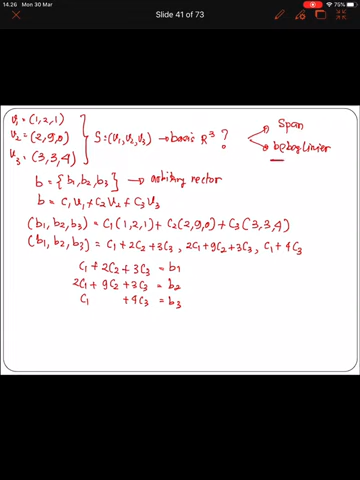 14.26 Mon 30 Mar
75%
Slide 41 of 73
V₁ = (1,2,1)
V₂ = (2,9,0)
V₃ = (3,3,4)
S:(V₁,V₂,V₃) → basic R³ ?
Span
bebaslinier
b = {b₁,b₂,b₃} → arbitrary vector
b = C₁V₁ + C₂V₂ + C₃V₃
(b₁,b₂,b₃) = C₁(1,2,1) + C₂(2,9,0) + C₃(3,3,4)
(b₁,b₂,b₃) = C₁+2C₂+3C₃ , 2C₁+9C₂+3C₃, C₁+4C₃
C₁+2C₂+3C₃ = b₁
2C₁+9C₂+3C₃ = b₂
C₁ +4C₃ = b₃